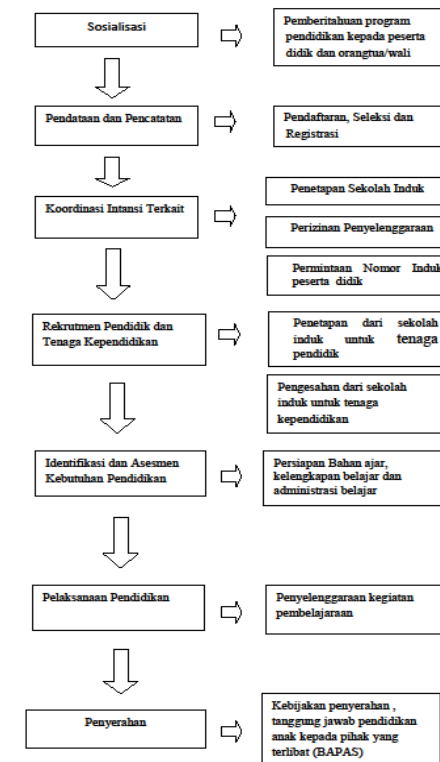 Sosialisasi
Pemberitahuan program
pendidikan kepada peserta
didik dan orangtua/wali
Pendataan dan Pencatatan
Pendaftaran, Seleksi dan
Registrasi
Koordinasi Intansi Terkait
Penetapan Sekolah Induk
Perizinan Penyelenggaraan
Permintaan Nomor Induk
peserta didik
Rekrutmen Pendidik dan
Tenaga Kependidikan
Penetapan dari sekolah
induk untuk tenaga
pendidik
Pengesahan dari sekolah
induk untuk tenaga
kependidikan
Identifikasi dan Asesmen
Kebutuhan Pendidikan
Persiapan Bahan ajar,
kelengkapan belajar dan
administrasi belajar
Pelaksanaan Pendidikan
Penyelenggaraan kegiatan
pembelajaraan
Penyerahan
Kebijakan penyerahan ,
tanggung jawab pendidikan
anak kepada pihak yang
terlibat (BAPAS)